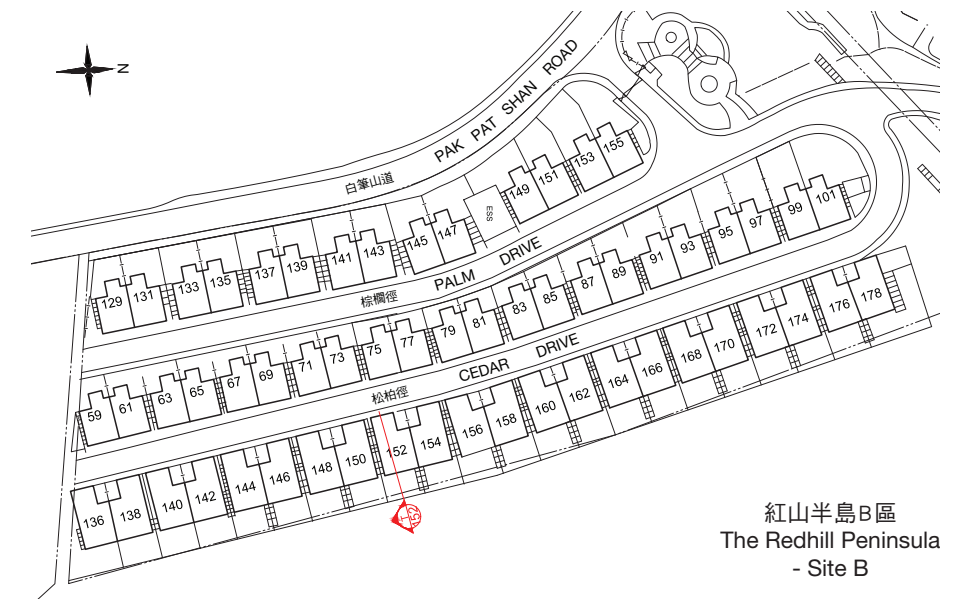 N
PAK PAT SHAN ROAD
白筆山道
149 151 153 155
ESS
129 131 133 135 137 139 141 143 145 147
PALM DRIVE
棕櫚徑
59 61 63 65 67 69 71 73 75 77 79 81 83 85 87 89 91 93 95 97 99 101
CEDAR DRIVE
松柏徑
136 138 140 142 144 146 148 150 152 154 156 158 160 162 164 166 168 170 172 174 176 178
T
152
紅山半島B區
The Redhill Peninsula
- Site B